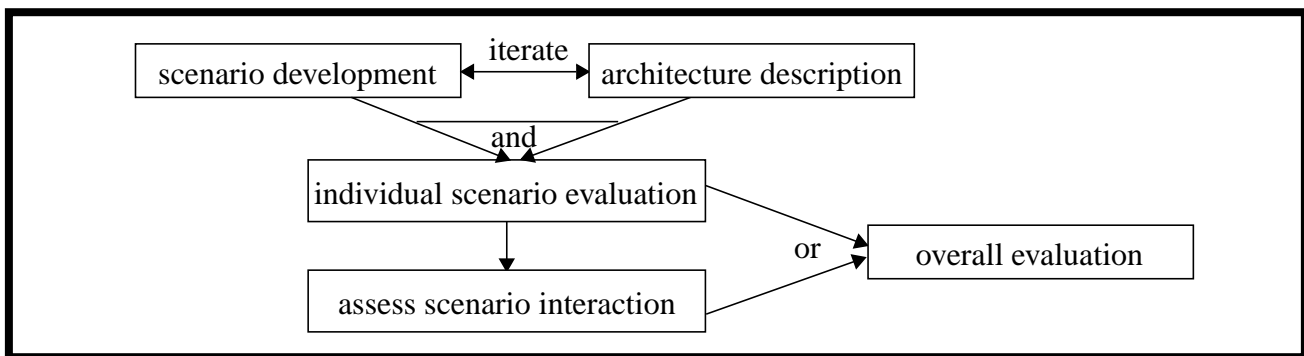 iterate
scenario development
architecture description
and
individual scenario evaluation
or
overall evaluation
assess scenario interaction